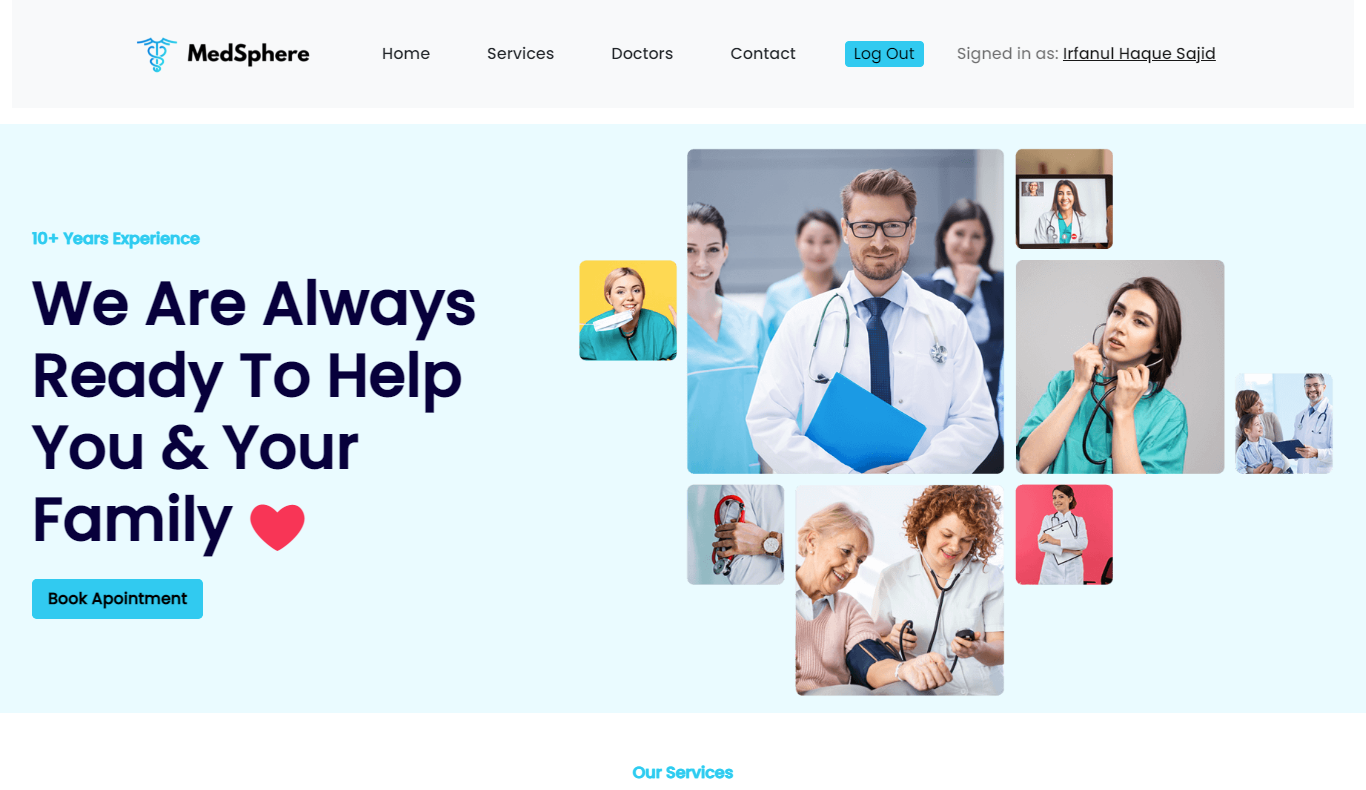 MedSphere
Home
Services
Doctors
Contact
Log Out
Signed in as: Irfanul Haque Sajid
10+ Years Experience
We Are Always
Ready To Help
You & Your
Family
Book Apointment
Our Services